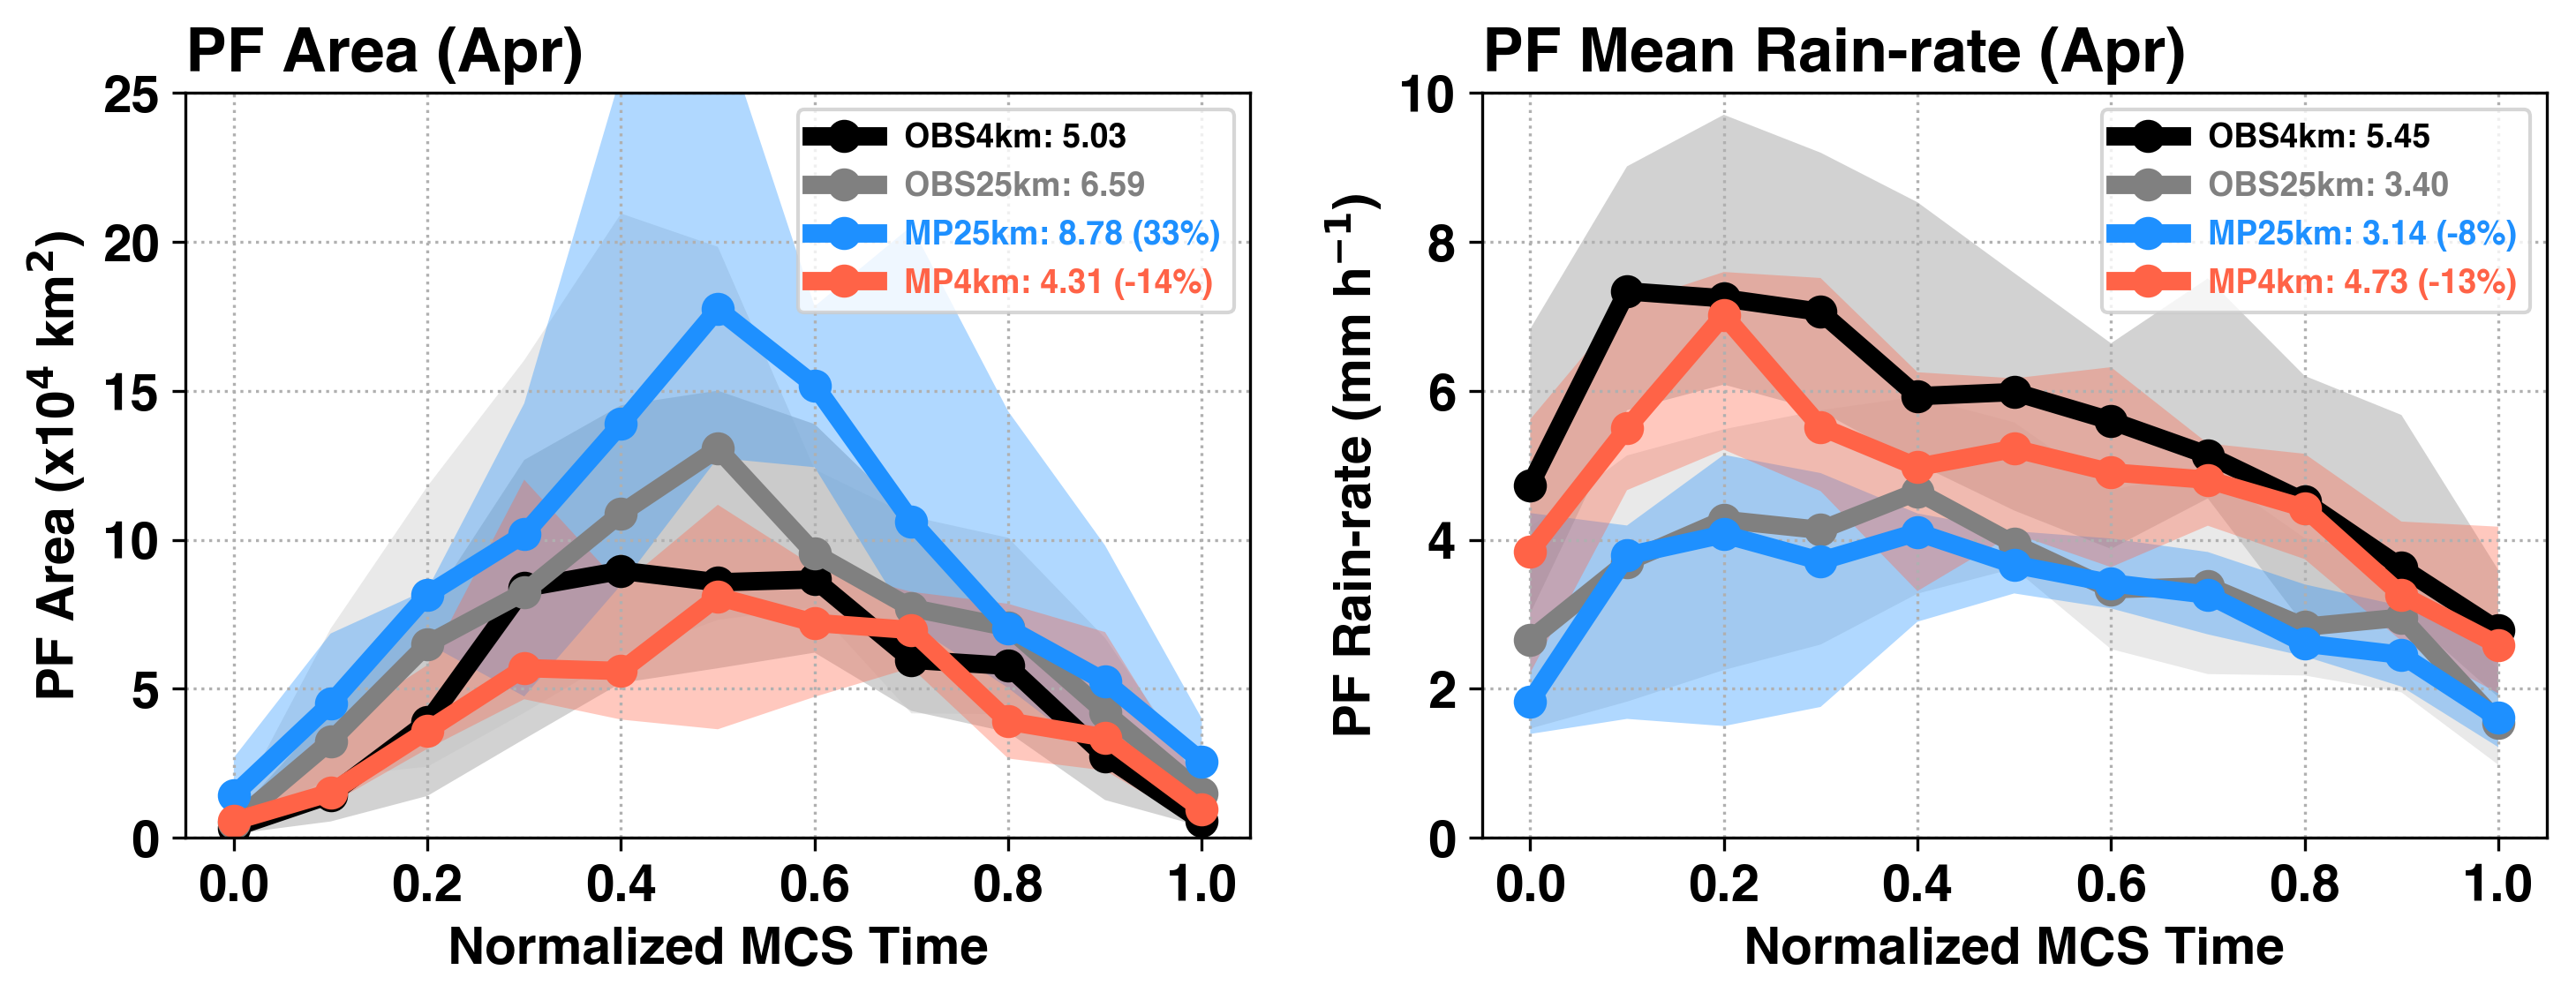 PF Area (Apr)
25
20
15
10
5
0
PF Area (x10⁴ km²)
OBS4km: 5.03
OBS25km: 6.59
MP25km: 8.78 (33%)
MP4km: 4.31 (-14%)
0.0 0.2 0.4 0.6 0.8 1.0
Normalized MCS Time
PF Mean Rain-rate (Apr)
10
8
6
4
2
0
PF Rain-rate (mm h⁻¹)
OBS4km: 5.45
OBS25km: 3.40
MP25km: 3.14 (-8%)
MP4km: 4.73 (-13%)
0.0 0.2 0.4 0.6 0.8 1.0
Normalized MCS Time